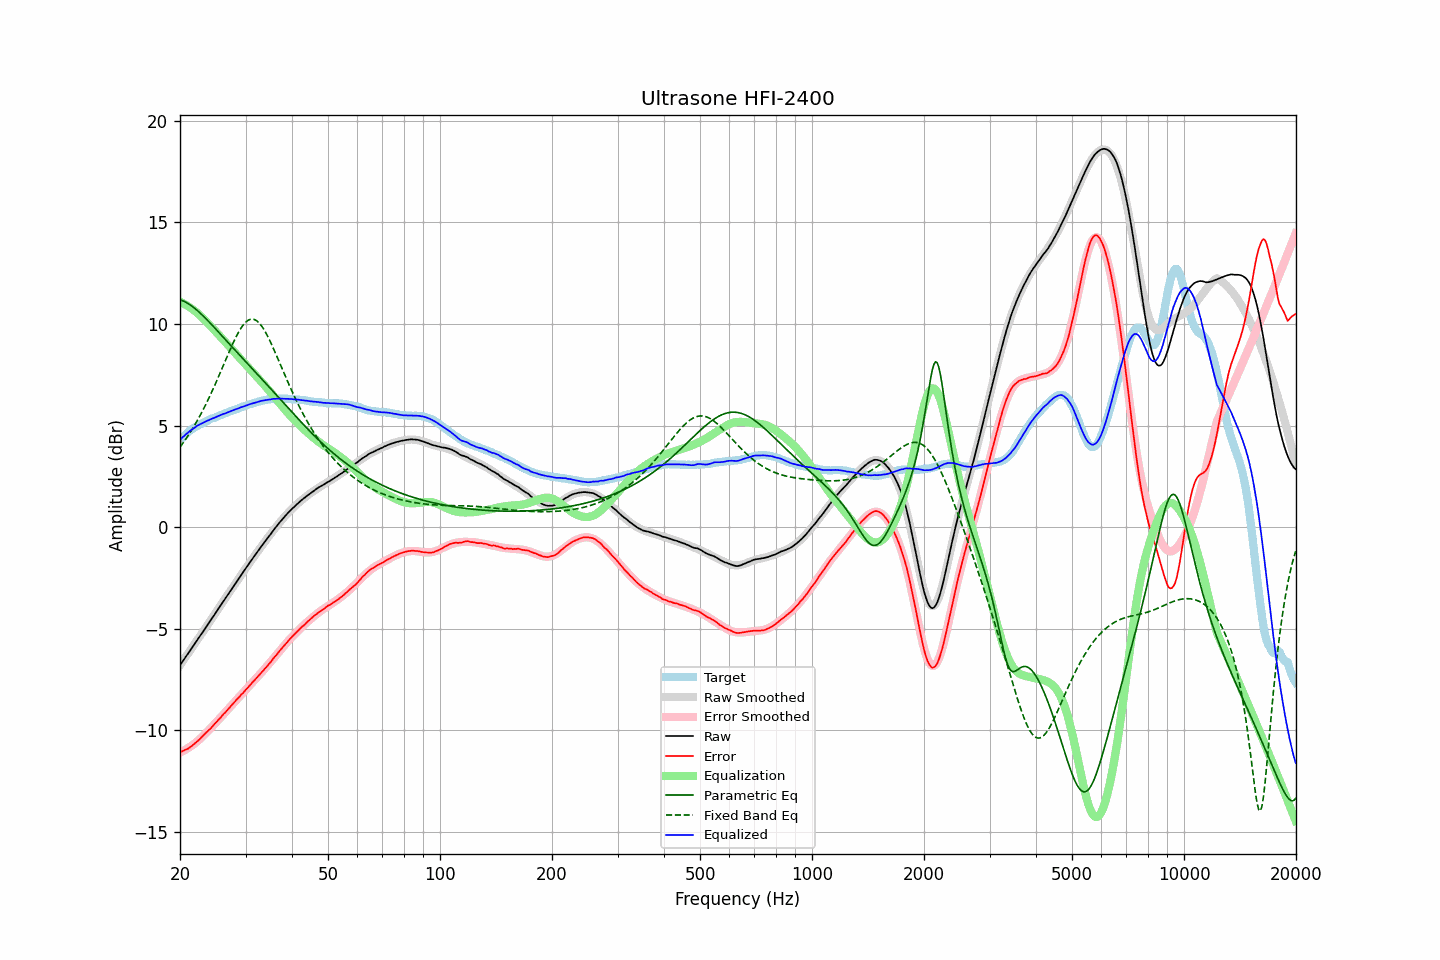 Ultrasone HFI-2400
20
15
10
5
0
−5
−10
−15
Amplitude (dBr)
Target
Raw Smoothed
Error Smoothed
Raw
Error
Equalization
Parametric Eq
Fixed Band Eq
Equalized
20 50 100 200 500 1000 2000 5000 10000 20000
Frequency (Hz)